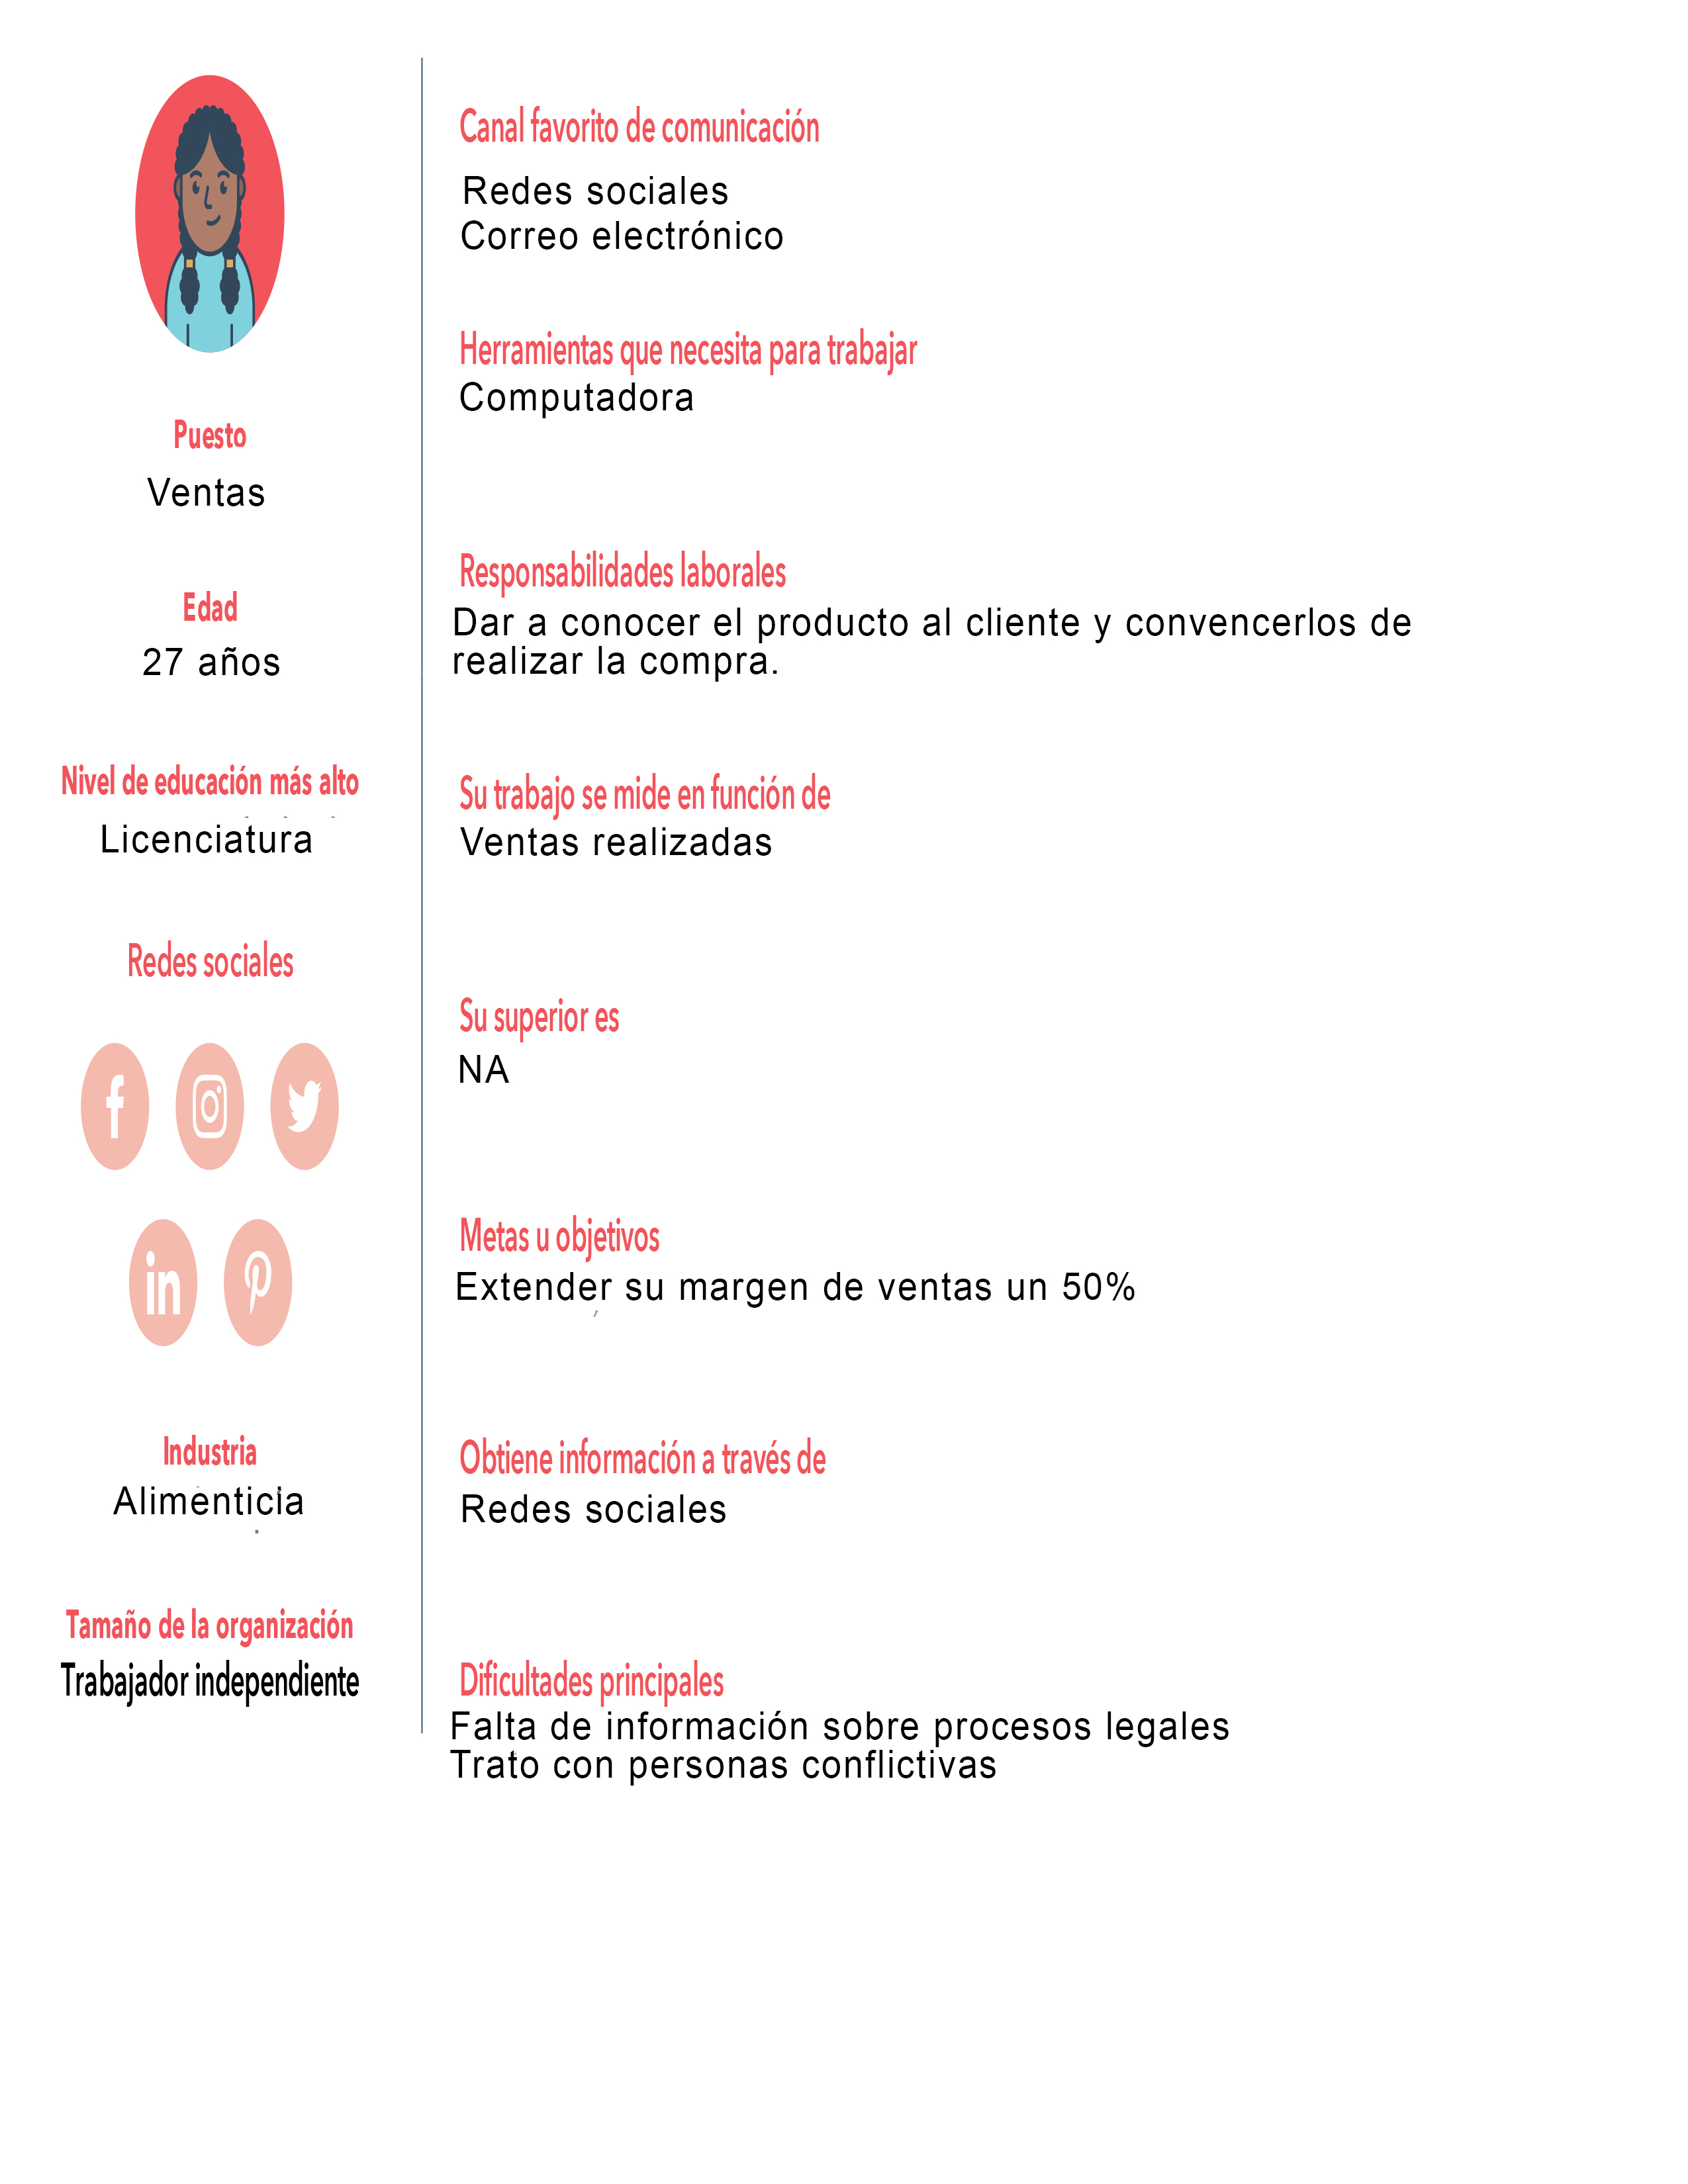 Puesto
Ventas
Edad
27 años
Nivel de educación más alto
Licenciatura
Redes sociales
Industria
Alimenticia
Tamaño de la organización
Trabajador independiente
Canal favorito de comunicación
Redes sociales
Correo electrónico
Herramientas que necesita para trabajar
Computadora
Responsabilidades laborales
Dar a conocer el producto al cliente y convencerlos de
realizar la compra.
Su trabajo se mide en función de
Ventas realizadas
Su superior es
NA
Metas u objetivos
Extender su margen de ventas un 50%
Obtiene información a través de
Redes sociales
Dificultades principales
Falta de información sobre procesos legales
Trato con personas conflictivas